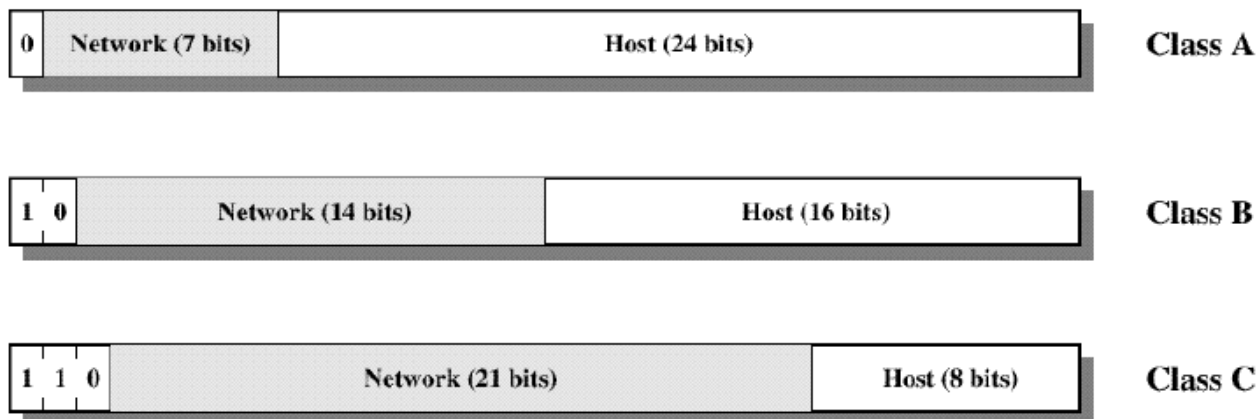 0 Network (7 bits) Host (24 bits) Class A
1 0 Network (14 bits) Host (16 bits) Class B
1 1 0 Network (21 bits) Host (8 bits) Class C